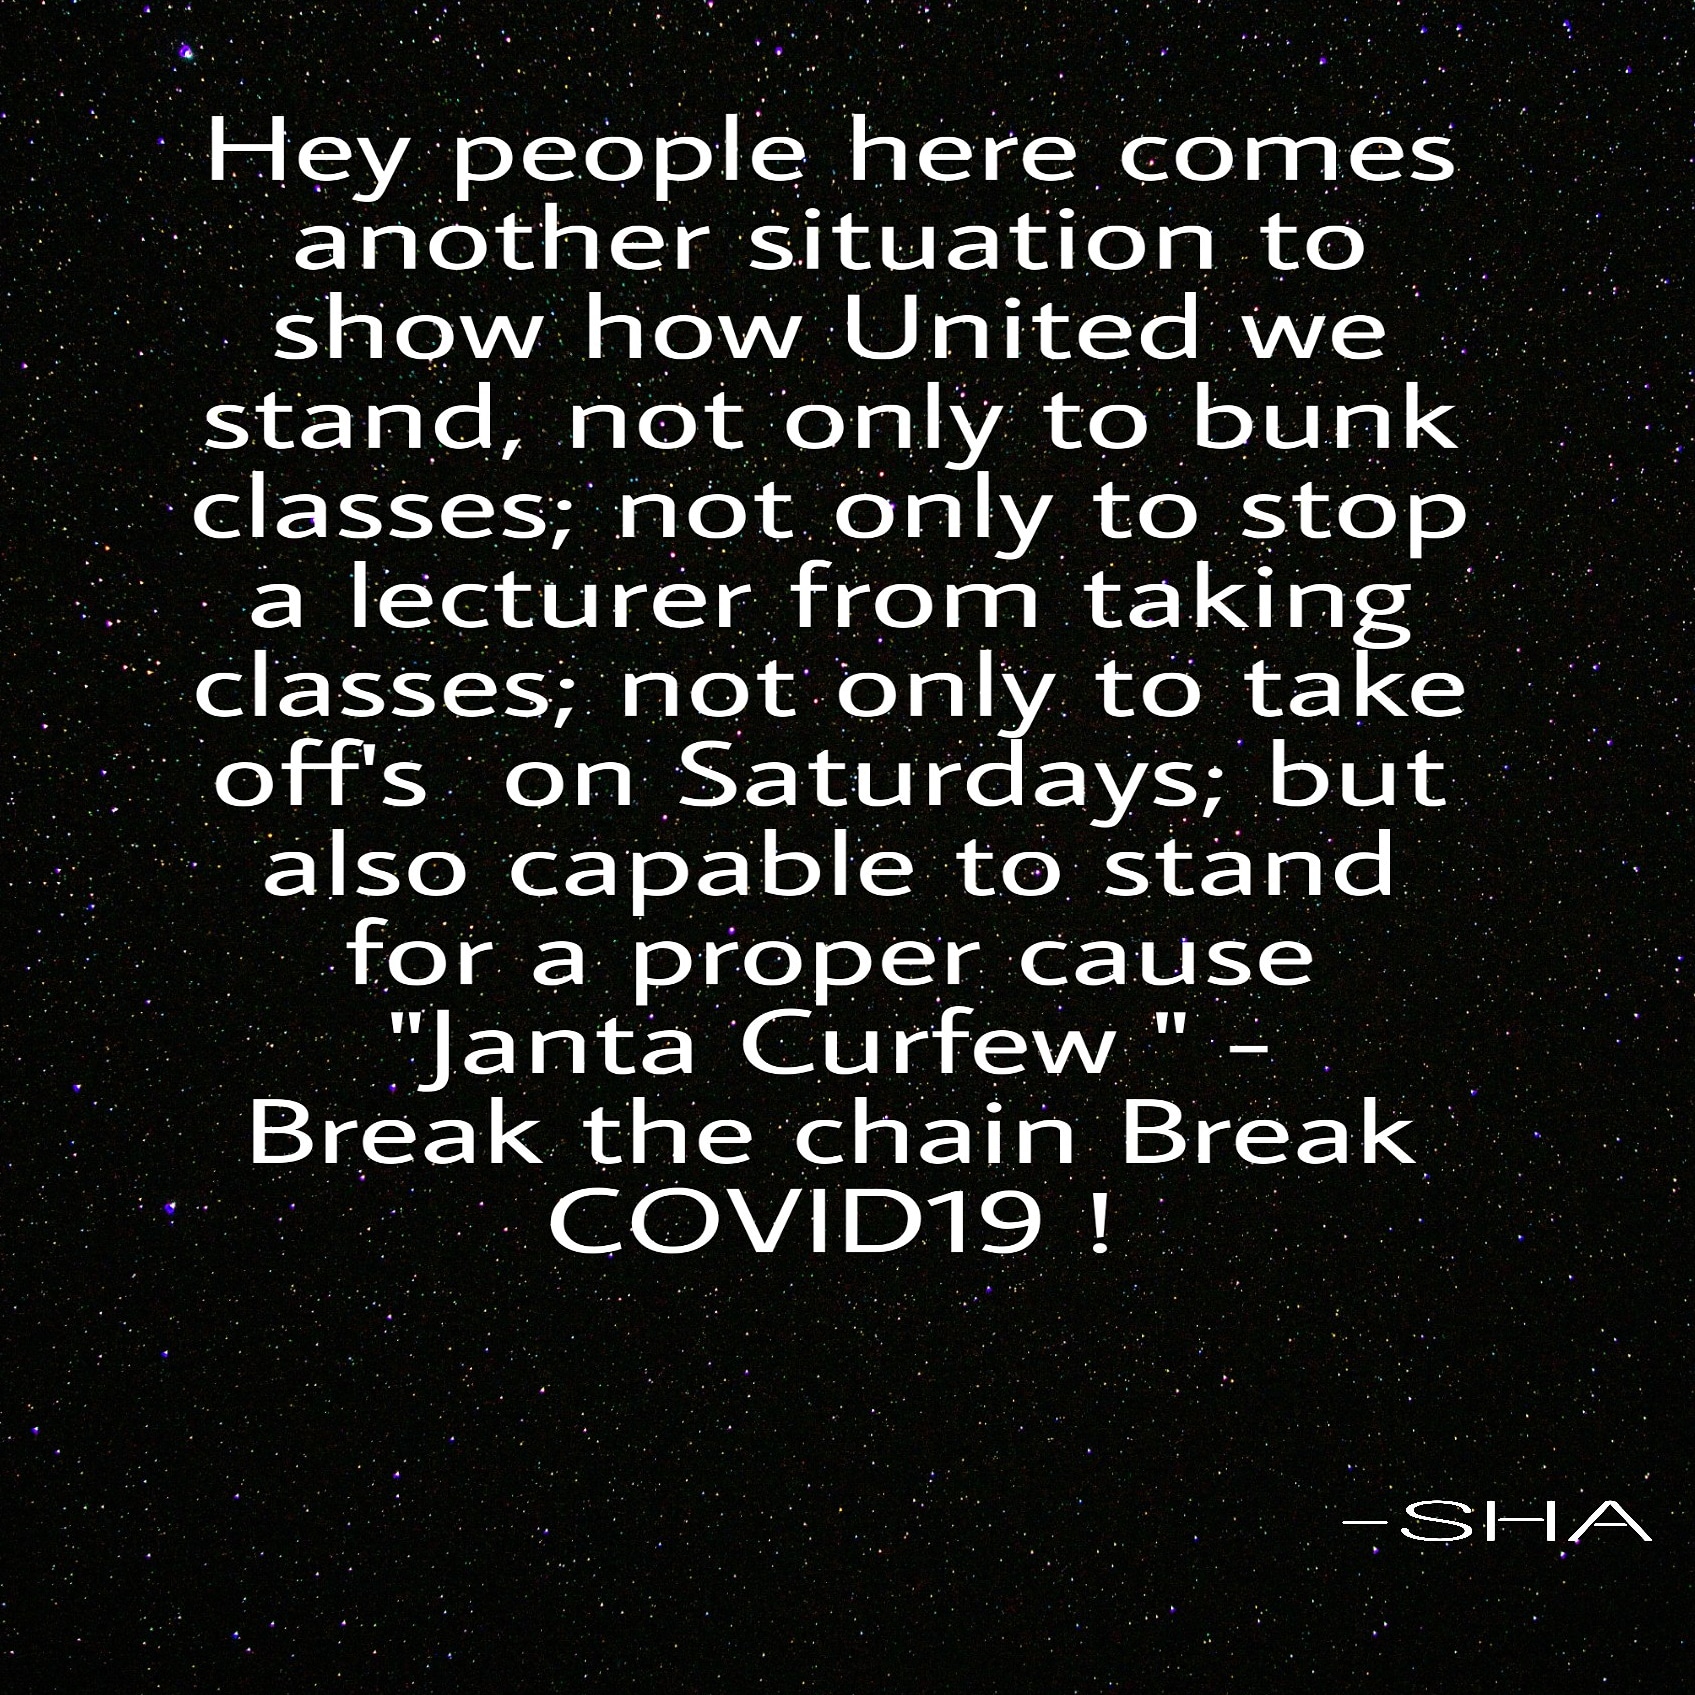 Hey people here comes
another situation to
show how United we
stand, not only to bunk
classes; not only to stop
a lecturer from taking
classes; not only to take
off's  on Saturdays; but
also capable to stand
for a proper cause
"Janta Curfew " -
Break the chain Break
COVID19 !
-SHA